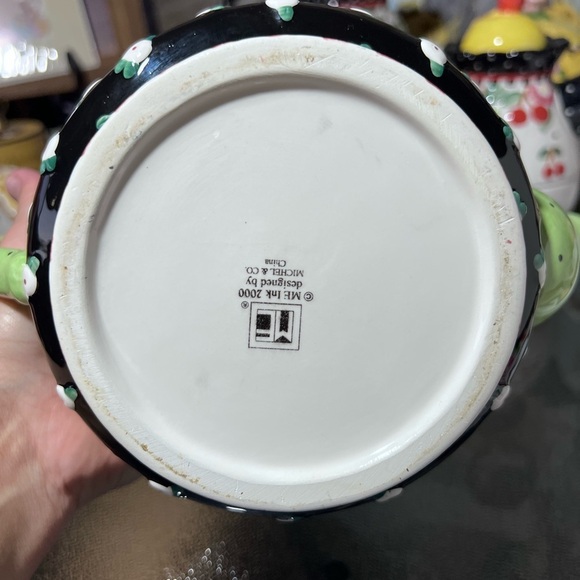 ®
© ME Ink 2000
designed by
MICHEL & CO.
China